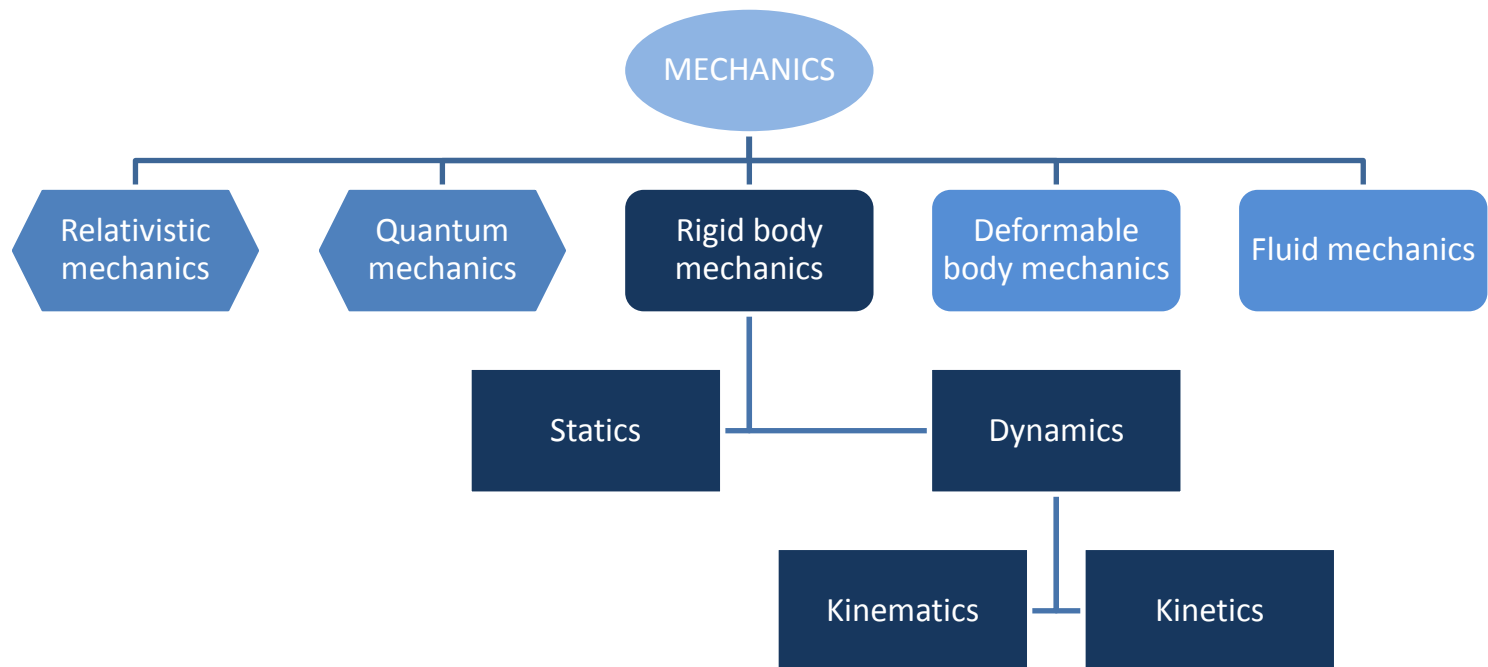 MECHANICS
Relativistic
mechanics
Quantum
mechanics
Rigid body
mechanics
Deformable
body mechanics
Fluid mechanics
Statics
Dynamics
Kinematics
Kinetics